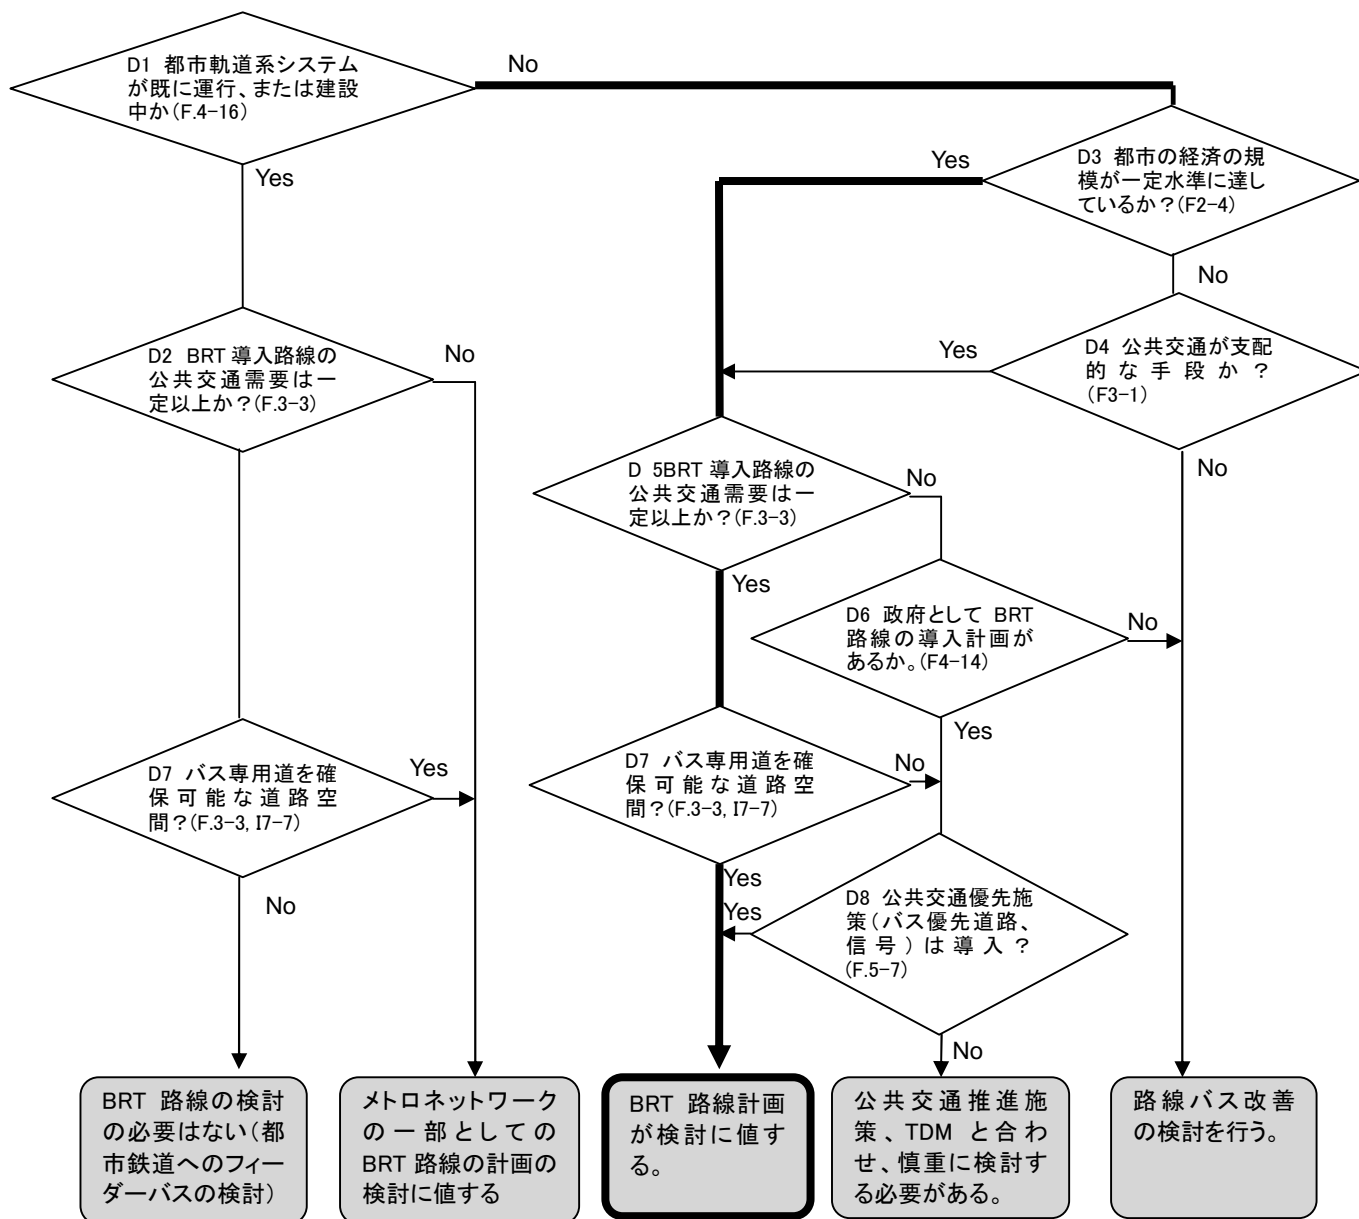 D1 都市軌道系システム
が既に運行、または建設
中か(F.4-16)
No
Yes
D3 都市の経済の規
模が一定水準に達し
ているか?(F2-4)
Yes
No
D2 BRT 導入路線の
公共交通需要は一
定以上か?(F.3-3)
No
D4 公共交通が支配
的な手段か?
(F3-1)
Yes
No
D 5BRT 導入路線の
公共交通需要は一
定以上か?(F.3-3)
No
Yes
D6 政府として BRT
路線の導入計画が
あるか。(F4-14)
No
Yes
D7 バス専用道を確
保可能な道路空
間?(F.3-3, I7-7)
Yes
No
D7 バス専用道を確
保可能な道路空
間?(F.3-3, I7-7)
No
Yes
D8 公共交通優先施
策(バス優先道路、
信号)は導入?
(F.5-7)
Yes
No
BRT 路線の検討
の必要はない(都
市鉄道へのフィー
ダーバスの検討)
メトロネットワーク
の一部としての
BRT 路線の計画の
検討に値する
BRT 路線計画
が検討に値す
る。
公共交通推進施
策、TDM と合わ
せ、慎重に検討す
る必要がある。
路線バス改善
の検討を行う。